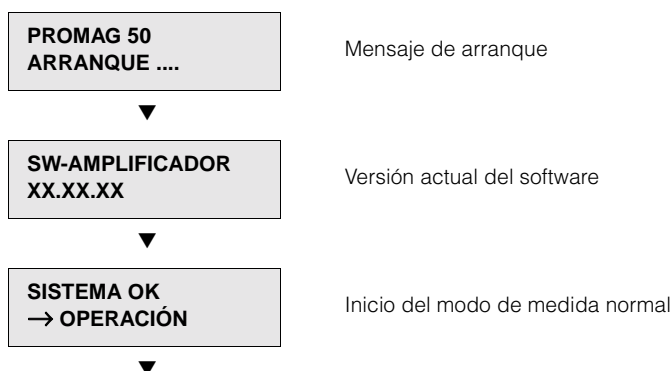 PROMAG 50
ARRANQUE ....
Mensaje de arranque
SW-AMPLIFICADOR
XX.XX.XX
Versión actual del software
SISTEMA OK
→ OPERACIÓN
Inicio del modo de medida normal